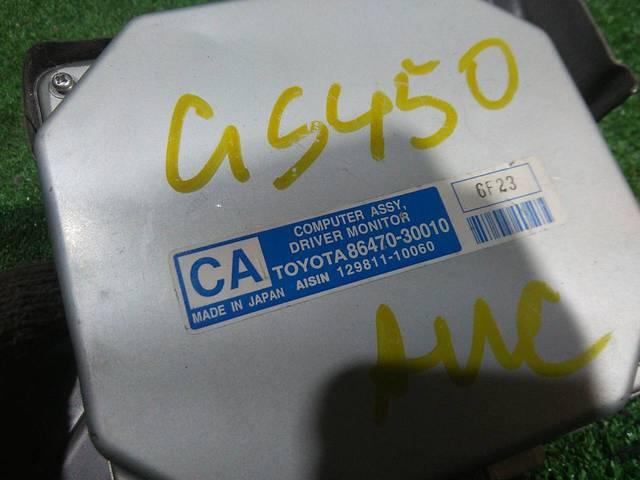 GS450
COMPUTER ASSY,
DRIVER MONITOR
CA
TOYOTA 86470-30010
MADE IN JAPAN AISIN 129811-10060
6F23